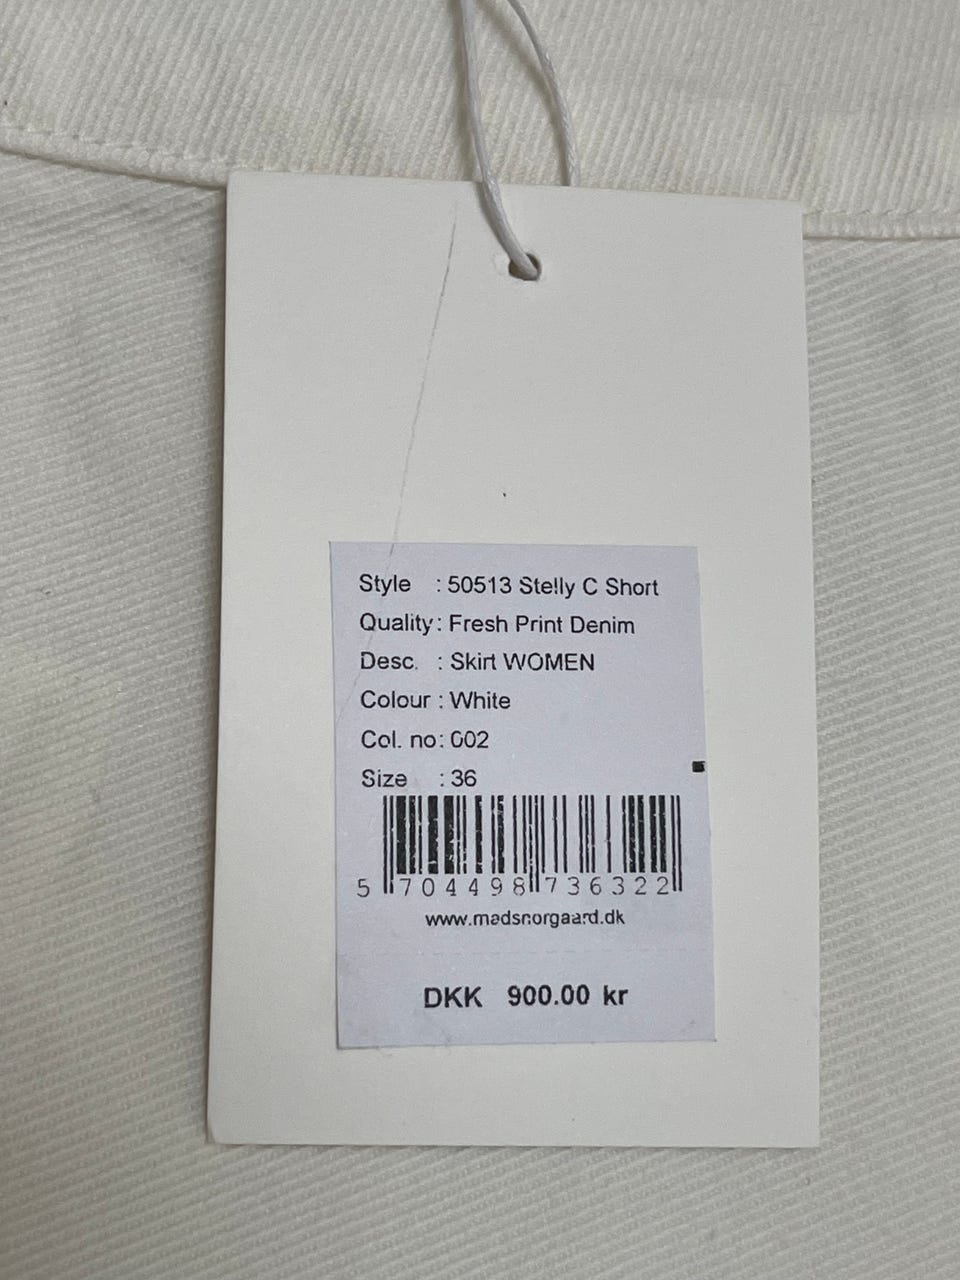 Style : 50513 Stelly C Short
Quality : Fresh Print Denim
Desc. : Skirt WOMEN
Colour : White
Col. no : 002
Size : 36
5 704498 736322
www.madsnorgaard.dk
DKK 900.00 kr